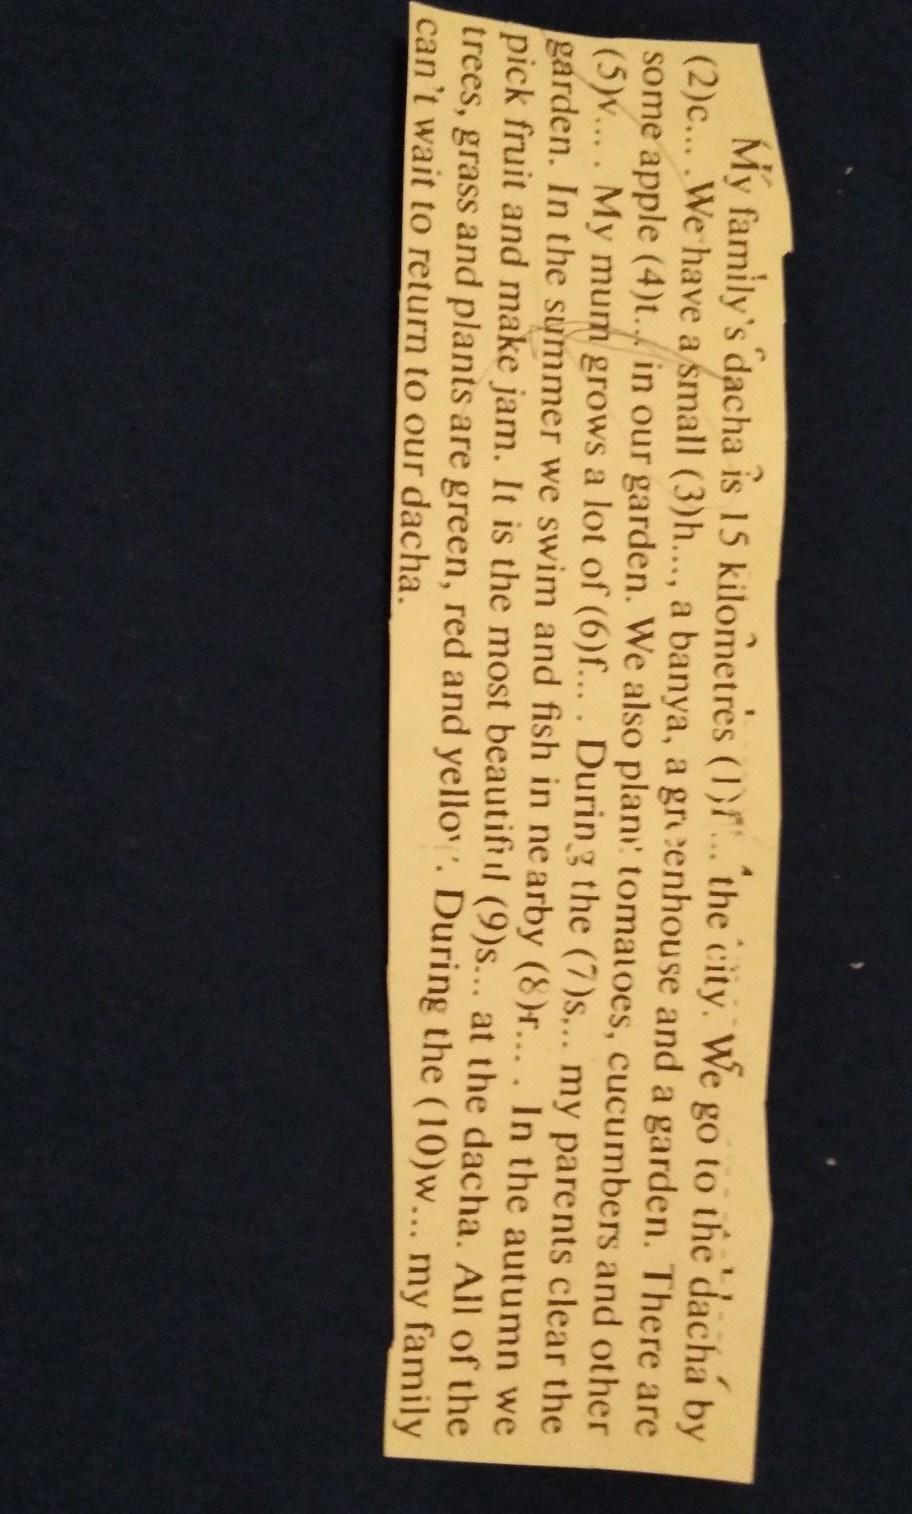 My family's dacha is 15 kilometres (1)f... the city. We go to the dacha by
(2)c... . We have a small (3)h..., a banya, a greenhouse and a garden. There are
some apple (4)t... in our garden. We also plant tomatoes, cucumbers and other
(5)v... . My mum grows a lot of (6)f... . During the (7)s... my parents clear the
garden. In the summer we swim and fish in nearby (8)r... . In the autumn we
pick fruit and make jam. It is the most beautiful (9)s... at the dacha. All of the
trees, grass and plants are green, red and yellow. During the (10)w... my family
can't wait to return to our dacha.